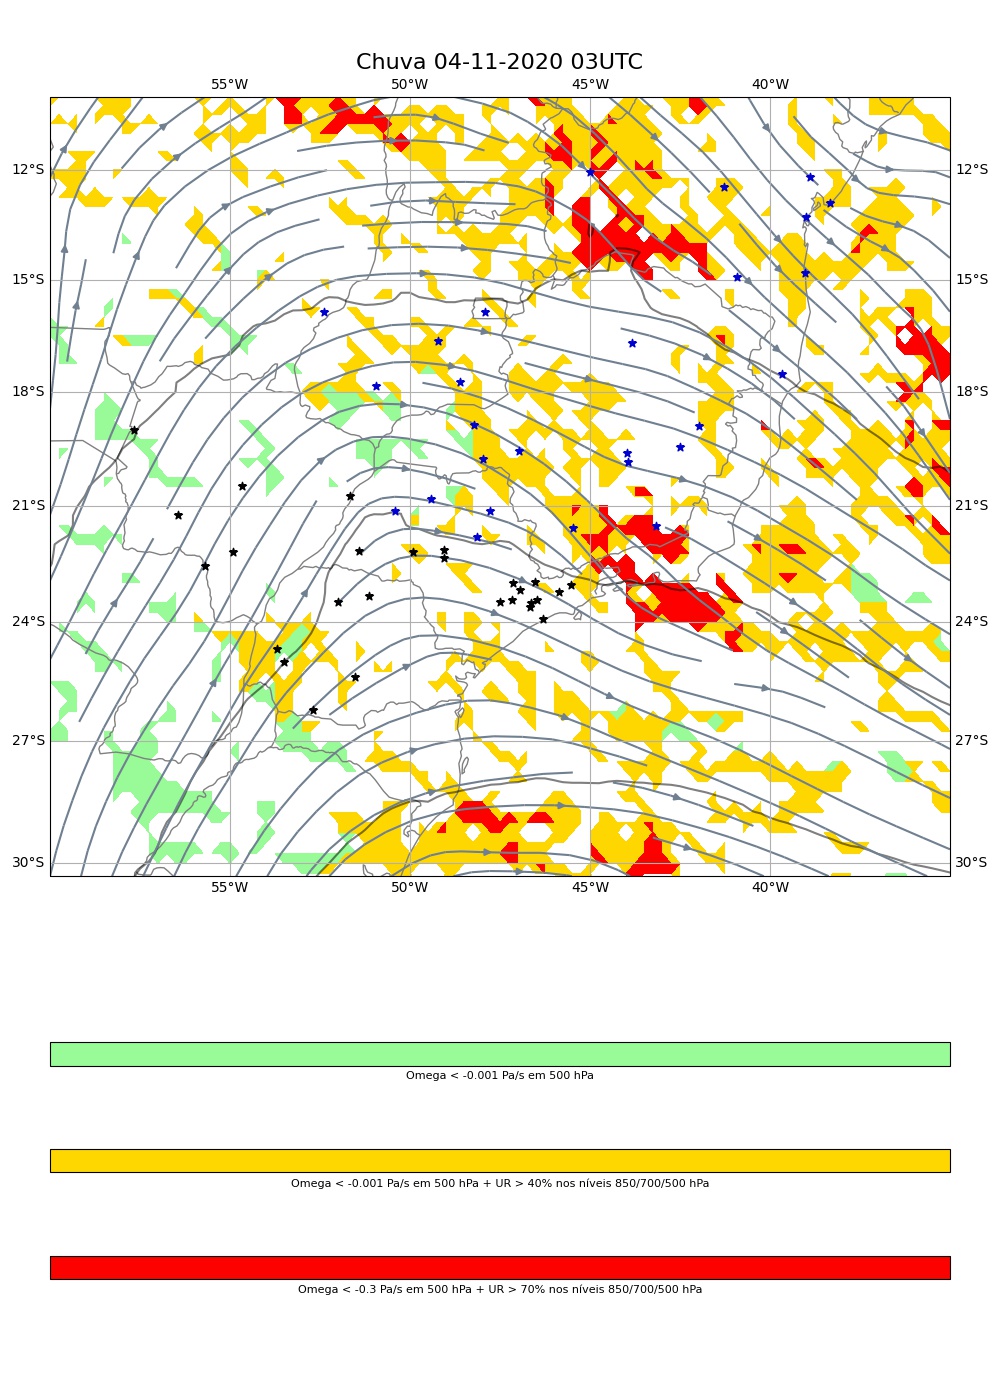 Chuva 04-11-2020 03UTC
55°W 50°W 45°W 40°W
12°S 12°S
15°S 15°S
18°S 18°S
21°S 21°S
24°S 24°S
27°S 27°S
30°S 30°S
55°W 50°W 45°W 40°W
Omega < -0.001 Pa/s em 500 hPa
Omega < -0.001 Pa/s em 500 hPa + UR > 40% nos níveis 850/700/500 hPa
Omega < -0.3 Pa/s em 500 hPa + UR > 70% nos níveis 850/700/500 hPa